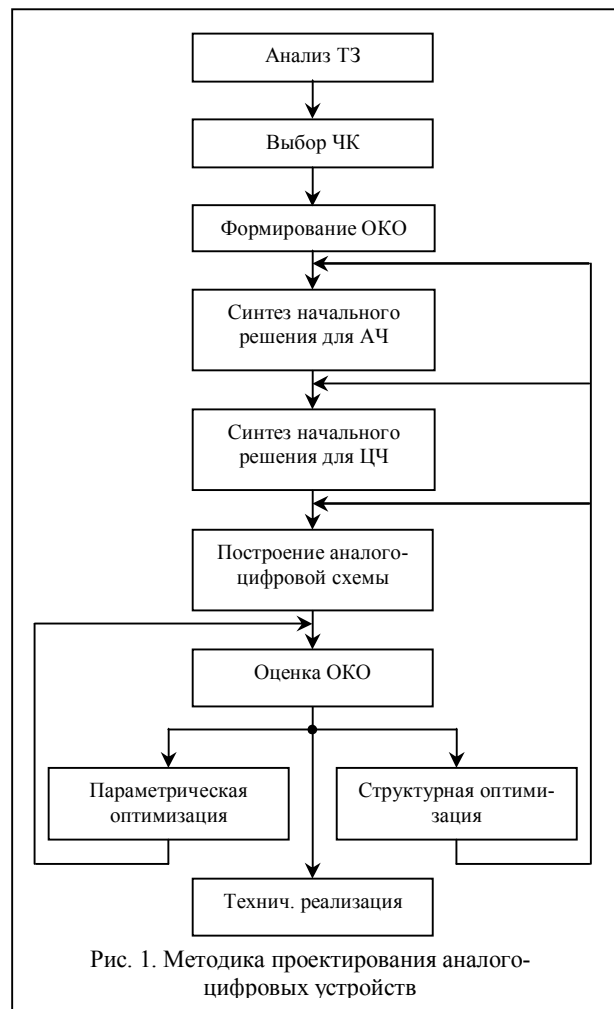 Анализ ТЗ
Выбор ЧК
Формирование ОКО
Синтез начального
решения для АЧ
Синтез начального
решения для ЦЧ
Построение аналого-
цифровой схемы
Оценка ОКО
Параметрическая
оптимизация
Структурная оптими-
зация
Технич. реализация
Рис. 1. Методика проектирования аналого-
цифровых устройств